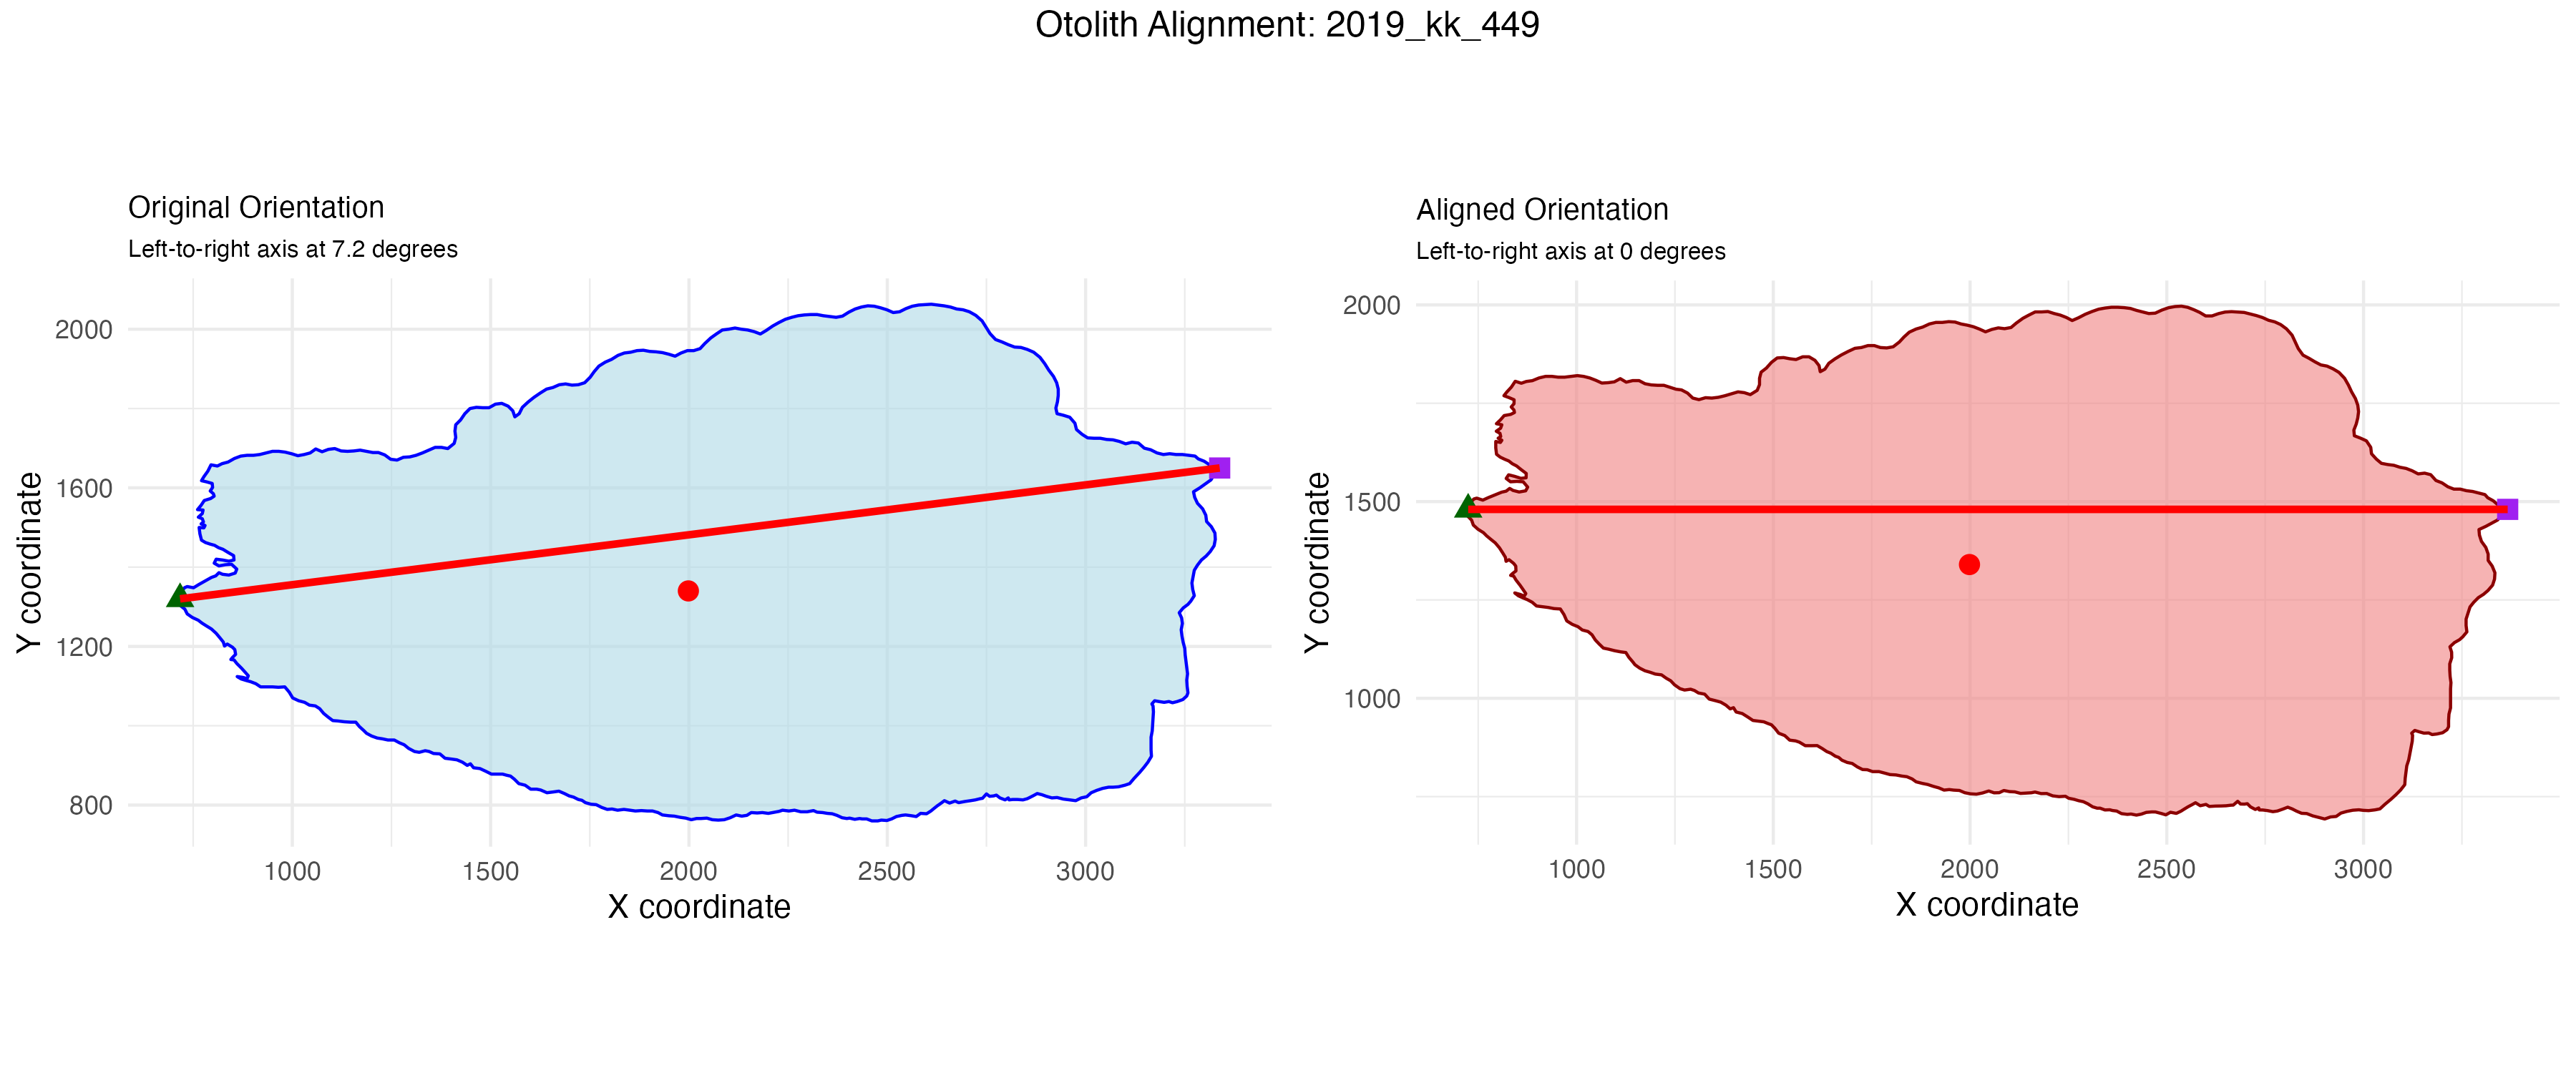 Otolith Alignment: 2019_kk_449
Original Orientation
Left-to-right axis at 7.2 degrees
2000
1600
1200
800
Y coordinate
1000
1500
2000
2500
3000
X coordinate
Aligned Orientation
Left-to-right axis at 0 degrees
2000
1500
1000
Y coordinate
1000
1500
2000
2500
3000
X coordinate